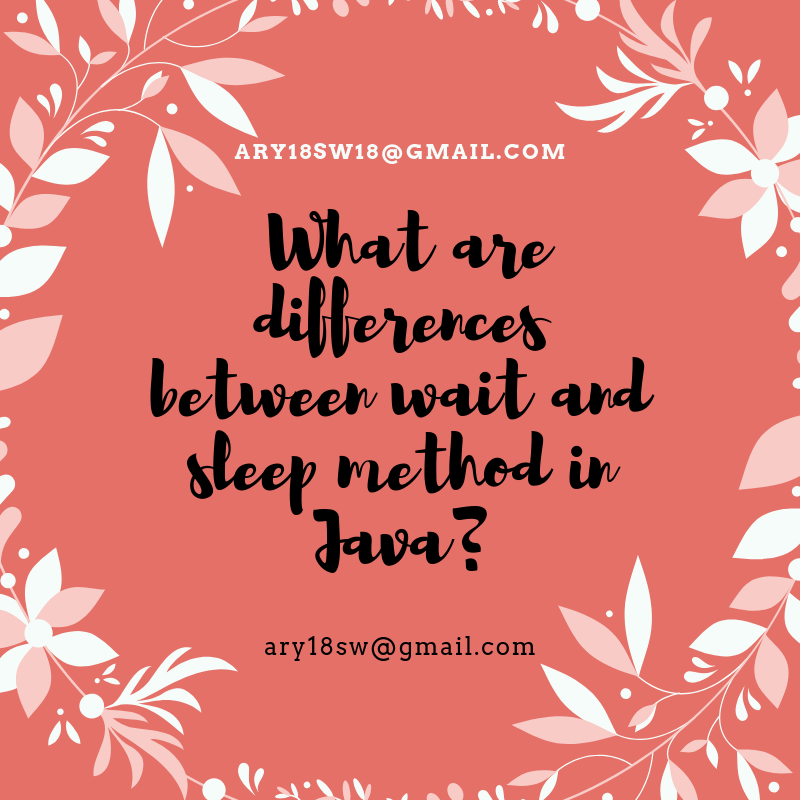 ARY18SW18@GMAIL.COM
What are
differences
between wait and
sleep method in
Java?
ary18sw@gmail.com